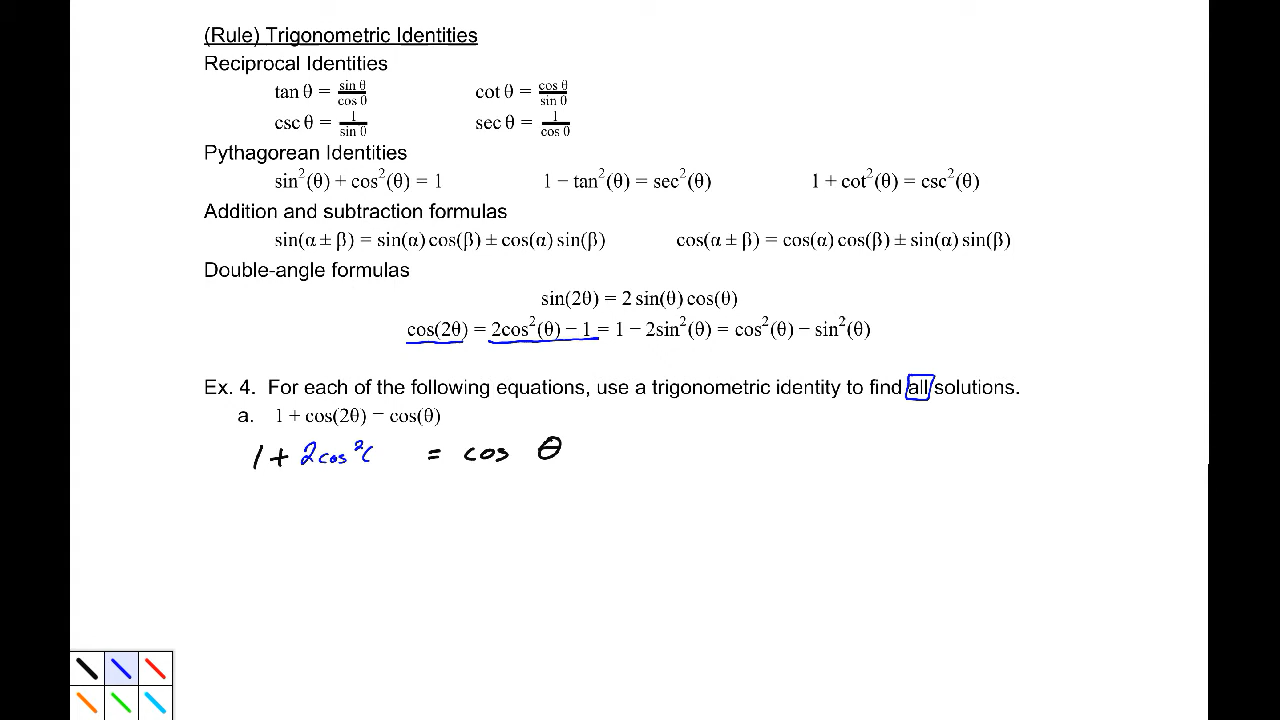 (Rule) Trigonometric Identities
Reciprocal Identities
tan θ = sin θ/cos θ cot θ = cos θ/sin θ
csc θ = 1/sin θ sec θ = 1/cos θ
Pythagorean Identities
sin²(θ) + cos²(θ) = 1 1 − tan²(θ) = sec²(θ) 1 + cot²(θ) = csc²(θ)
Addition and subtraction formulas
sin(α ± β) = sin(α) cos(β) ± cos(α) sin(β) cos(α ± β) = cos(α) cos(β) ± sin(α) sin(β)
Double-angle formulas
sin(2θ) = 2 sin(θ) cos(θ)
cos(2θ) = 2cos²(θ) − 1 = 1 − 2sin²(θ) = cos²(θ) − sin²(θ)
Ex. 4. For each of the following equations, use a trigonometric identity to find all solutions.
a. 1 + cos(2θ) = cos(θ)
1 + 2cos²( = cos θ